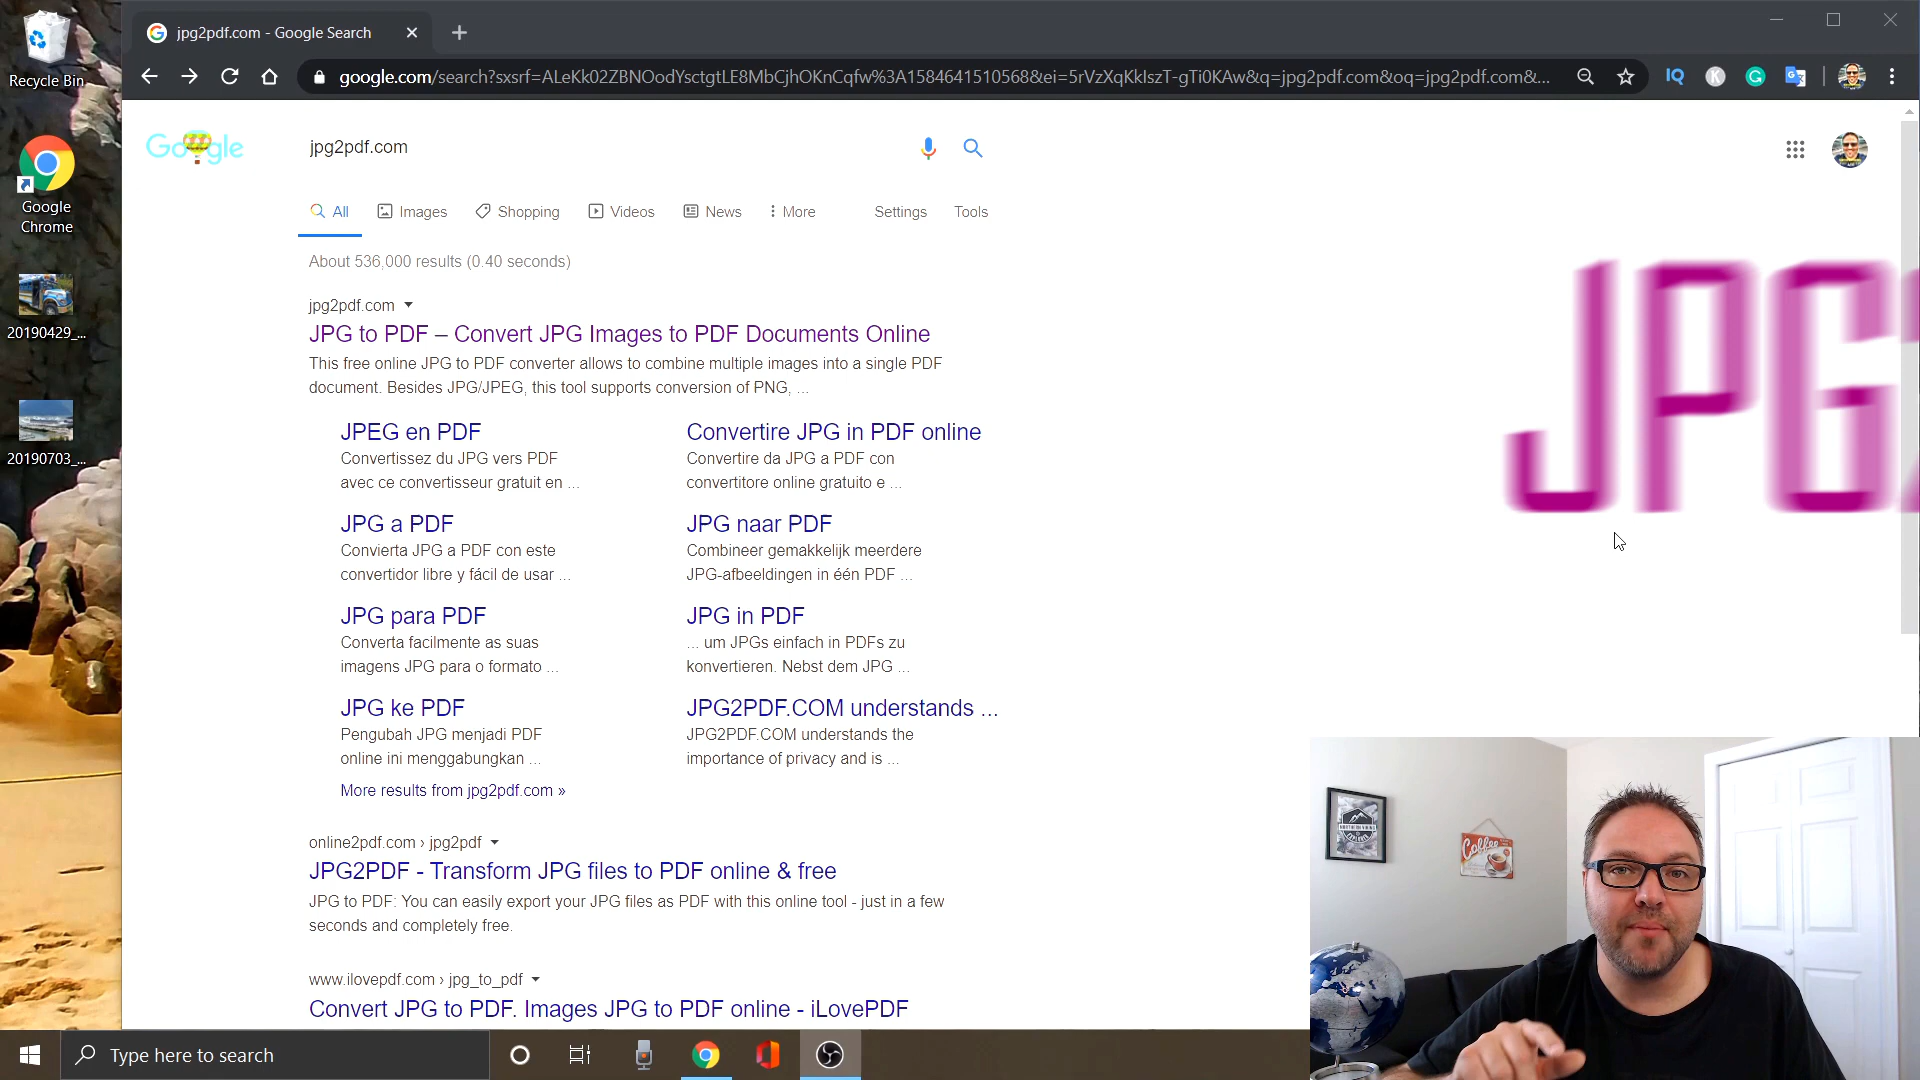 jpg2pdf.com - Google Search
google.com/search?sxsrf=ALeKk02ZBNOodYsctgtLE8MbCjhOKnCqfw%3A1584641510568&ei=5rVzXqKkIszT-gTi0KAw&q=jpg2pdf.com&oq=jpg2pdf.com&...
Recycle Bin
Google
Chrome
20190429_...
20190703_...
Google
jpg2pdf.com
All
Images
Shopping
Videos
News
More
Settings
Tools
About 536,000 results (0.40 seconds)
jpg2pdf.com
JPG to PDF – Convert JPG Images to PDF Documents Online
This free online JPG to PDF converter allows to combine multiple images into a single PDF
document. Besides JPG/JPEG, this tool supports conversion of PNG, ...
JPEG en PDF
Convertissez du JPG vers PDF
avec ce convertisseur gratuit en ...
Convertire JPG in PDF online
Convertire da JPG a PDF con
convertitore online gratuito e ...
JPG a PDF
Convierta JPG a PDF con este
convertidor libre y fácil de usar ...
JPG naar PDF
Combineer gemakkelijk meerdere
JPG-afbeeldingen in één PDF ...
JPG para PDF
Converta facilmente as suas
imagens JPG para o formato ...
JPG in PDF
... um JPGs einfach in PDFs zu
konvertieren. Nebst dem JPG ...
JPG ke PDF
Pengubah JPG menjadi PDF
online ini menggabungkan ...
JPG2PDF.COM understands ...
JPG2PDF.COM understands the
importance of privacy and is ...
More results from jpg2pdf.com »
online2pdf.com › jpg2pdf
JPG2PDF - Transform JPG files to PDF online & free
JPG to PDF: You can easily export your JPG files as PDF with this online tool - just in a few
seconds and completely free.
www.ilovepdf.com › jpg_to_pdf
Convert JPG to PDF. Images JPG to PDF online - iLovePDF
JPG
Coffee
Type here to search